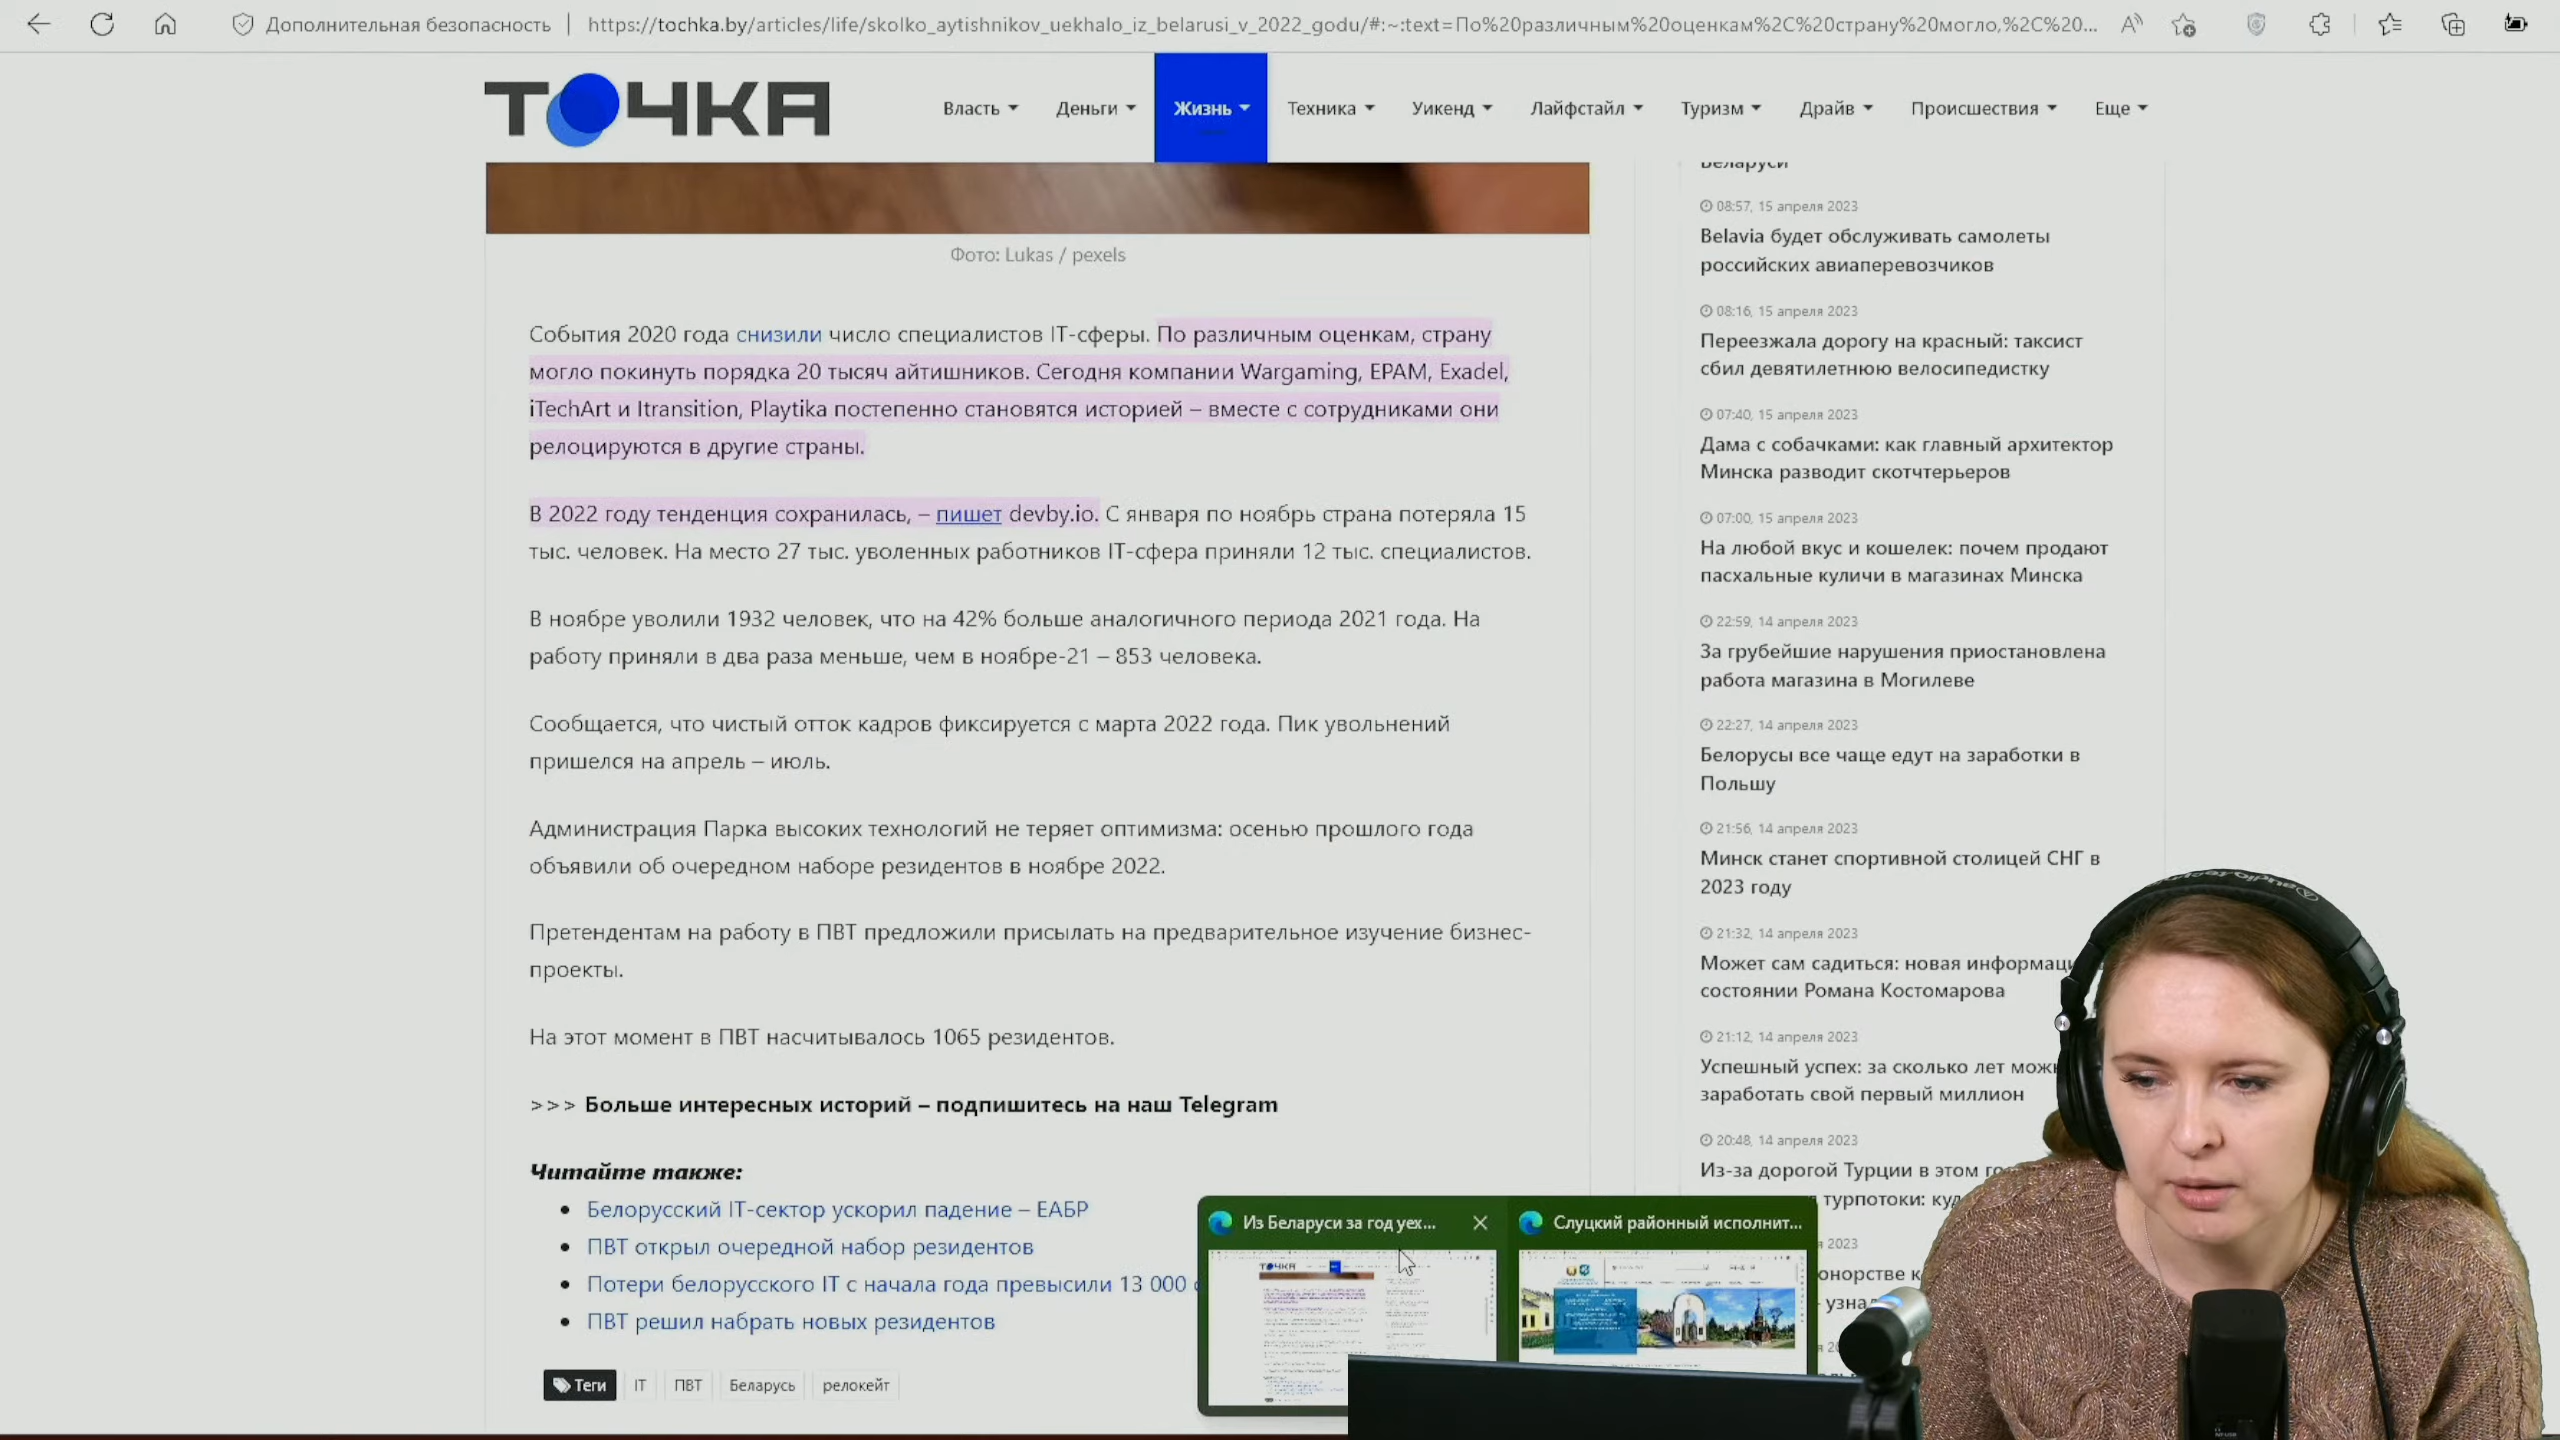 Дополнительная безопасность
https://tochka.by/articles/life/skolko_aytishnikov_uekhalo_iz_belarusi_v_2022_godu/#:~:text=По%20различным%20оценкам%2C%20страну%20могло,%2C%20...
ТОЧКА
Власть
Деньги
Жизнь
Техника
Уикенд
Лайфстайл
Туризм
Драйв
Происшествия
Еще
Фото: Lukas / pexels
События 2020 года снизили число специалистов IT-сферы. По различным оценкам, страну
могло покинуть порядка 20 тысяч айтишников. Сегодня компании Wargaming, EPAM, Exadel,
iTechArt и Itransition, Playtika постепенно становятся историей – вместе с сотрудниками они
релоцируются в другие страны.
В 2022 году тенденция сохранилась, – пишет devby.io. С января по ноябрь страна потеряла 15
тыс. человек. На место 27 тыс. уволенных работников IT-сфера приняли 12 тыс. специалистов.
В ноябре уволили 1932 человек, что на 42% больше аналогичного периода 2021 года. На
работу приняли в два раза меньше, чем в ноябре-21 – 853 человека.
Сообщается, что чистый отток кадров фиксируется с марта 2022 года. Пик увольнений
пришелся на апрель – июль.
Администрация Парка высоких технологий не теряет оптимизма: осенью прошлого года
объявили об очередном наборе резидентов в ноябре 2022.
Претендентам на работу в ПВТ предложили присылать на предварительное изучение бизнес-
проекты.
На этот момент в ПВТ насчитывалось 1065 резидентов.
>>> Больше интересных историй – подпишитесь на наш Telegram
Читайте также:
Белорусский IT-сектор ускорил падение – ЕАБР
ПВТ открыл очередной набор резидентов
Потери белорусского IT с начала года превысили 13 000
ПВТ решил набрать новых резидентов
Теги
IT
ПВТ
Беларусь
релокейт
Беларуси
08:57, 15 апреля 2023
Belavia будет обслуживать самолеты
российских авиаперевозчиков
08:16, 15 апреля 2023
Переезжала дорогу на красный: таксист
сбил девятилетнюю велосипедистку
07:40, 15 апреля 2023
Дама с собачками: как главный архитектор
Минска разводит скотчтерьеров
07:00, 15 апреля 2023
На любой вкус и кошелек: почем продают
пасхальные куличи в магазинах Минска
22:59, 14 апреля 2023
За грубейшие нарушения приостановлена
работа магазина в Могилеве
22:27, 14 апреля 2023
Белорусы все чаще едут на заработки в
Польшу
21:56, 14 апреля 2023
Минск станет спортивной столицей СНГ в
2023 году
21:32, 14 апреля 2023
Может сам садиться: новая информаци
состоянии Романа Костомарова
21:12, 14 апреля 2023
Успешный успех: за сколько лет мож
заработать свой первый миллион
20:48, 14 апреля 2023
Из-за дорогой Турции в этом го
турпотоки: ку
2023
онорстве к
узна
Из Беларуси за год уех...
Слуцкий районный исполнит...
audio-technica